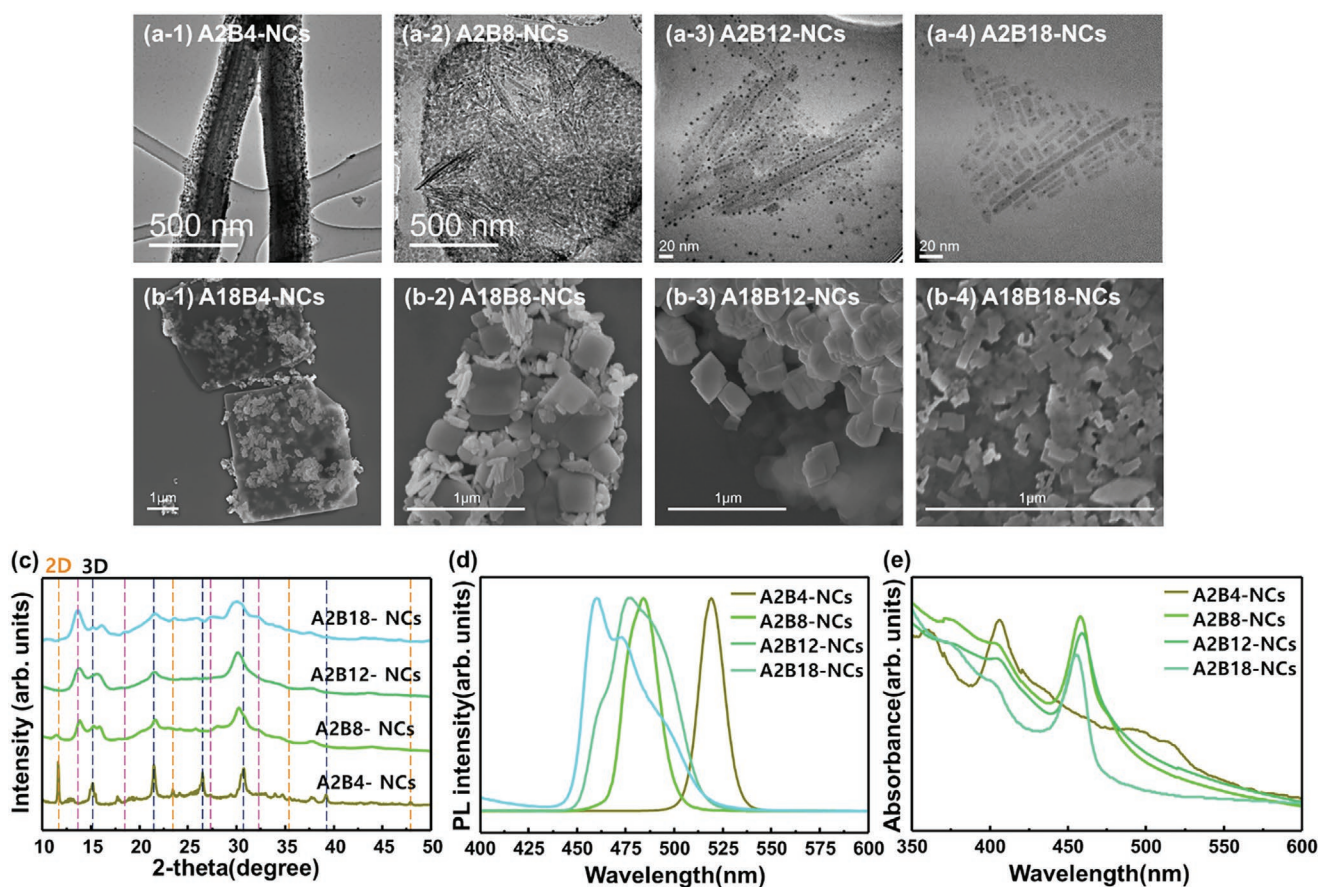 (a-1) A2B4-NCs
500 nm
(a-2) A2B8-NCs
500 nm
(a-3) A2B12-NCs
20 nm
(a-4) A2B18-NCs
20 nm
(b-1) A18B4-NCs
1μm
(b-2) A18B8-NCs
1μm
(b-3) A18B12-NCs
1μm
(b-4) A18B18-NCs
1μm
(c)
2D 3D
A2B18- NCs
A2B12- NCs
A2B8- NCs
A2B4- NCs
Intensity (arb. units)
10 15 20 25 30 35 40 45 50
2-theta(degree)
(d)
A2B4-NCs
A2B8-NCs
A2B12-NCs
A2B18-NCs
PL intensity(arb. units)
400 425 450 475 500 525 550 575 600
Wavelength(nm)
(e)
A2B4-NCs
A2B8-NCs
A2B12-NCs
A2B18-NCs
Absorbance(arb. units)
350 400 450 500 550 600
Wavelength(nm)